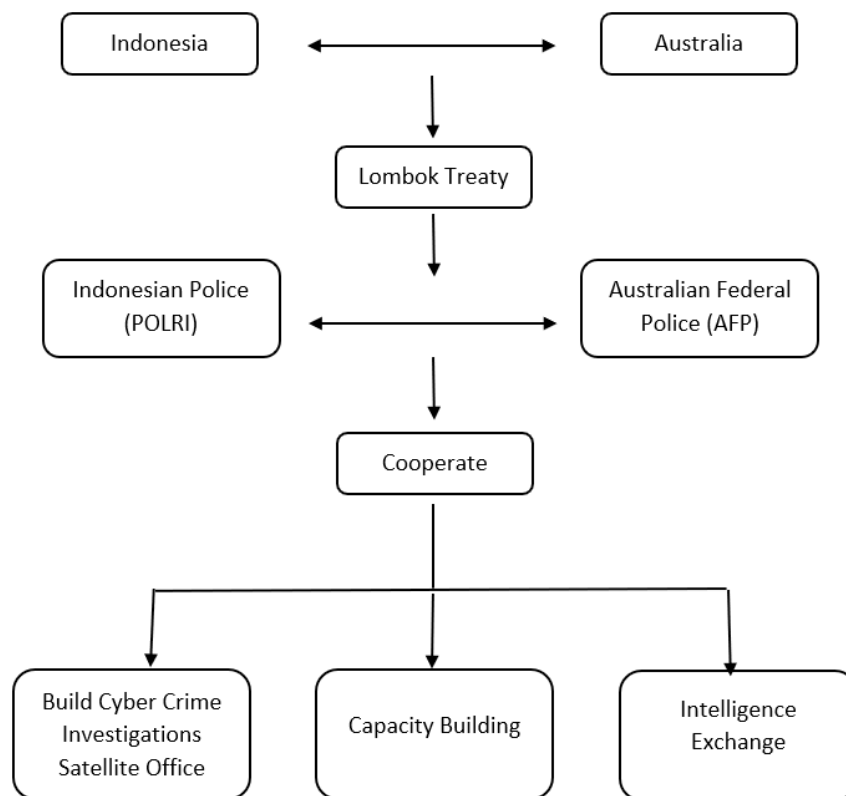 Indonesia
Australia
Lombok Treaty
Indonesian Police
(POLRI)
Australian Federal
Police (AFP)
Cooperate
Build Cyber Crime
Investigations
Satellite Office
Capacity Building
Intelligence
Exchange